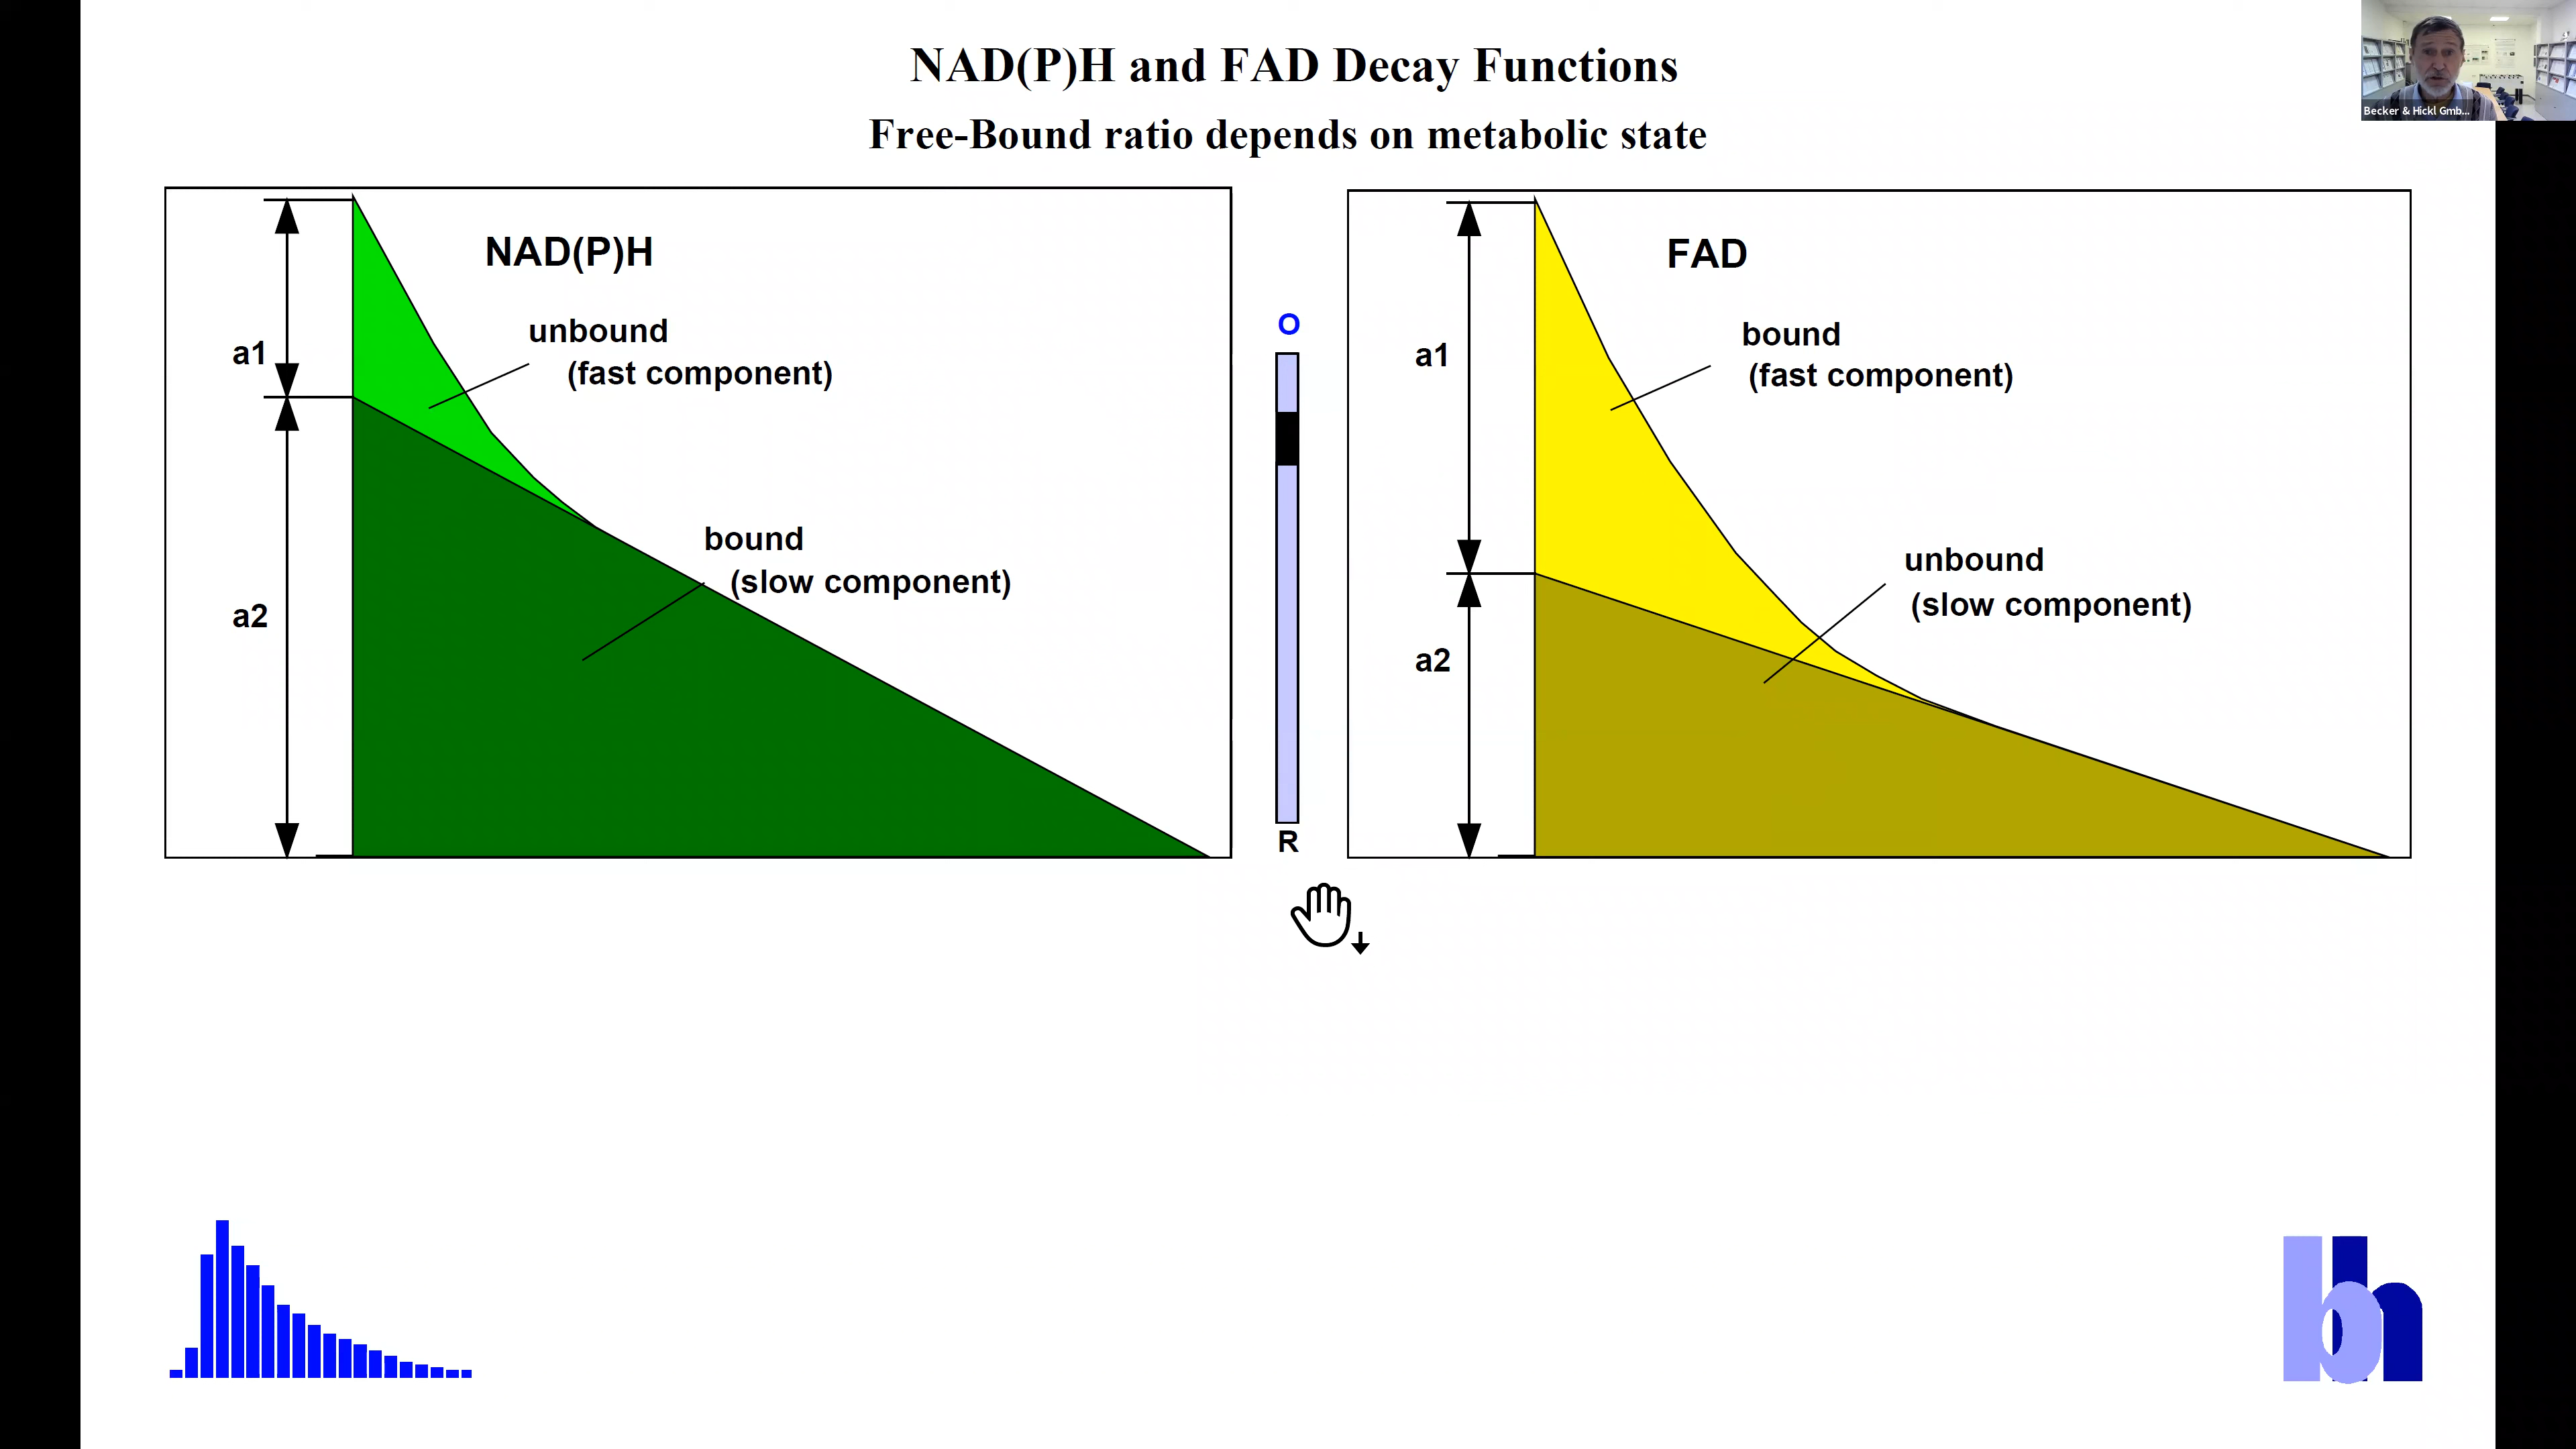 NAD(P)H and FAD Decay Functions
Free-Bound ratio depends on metabolic state
Becker & Hickl Gmb...
NAD(P)H
unbound
(fast component)
a1
bound
(slow component)
a2
O
R
FAD
bound
(fast component)
a1
unbound
(slow component)
a2
bh